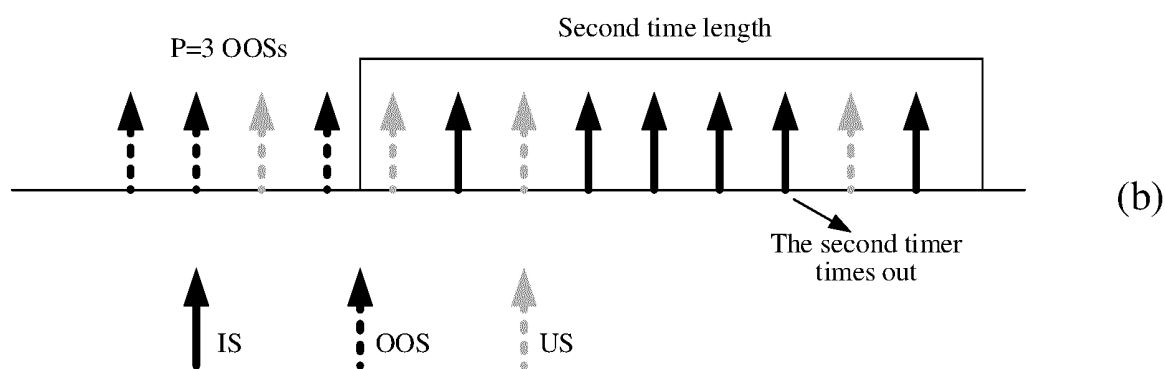 Second time length
P=3 OOSs
(b)
The second timer
times out
IS
OOS
US